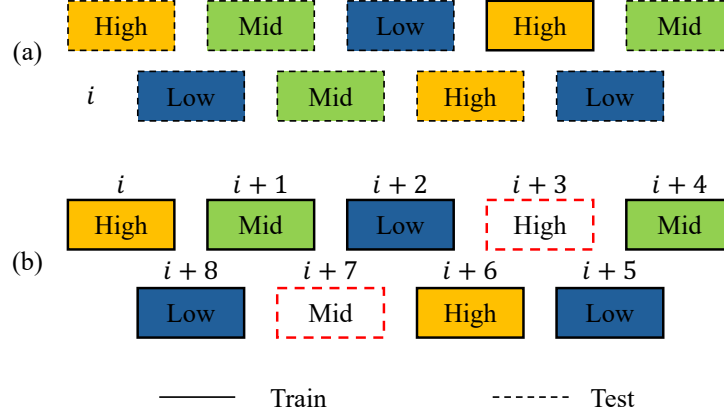 High Mid Low High Mid
(a)
i Low Mid High Low
i i + 1 i + 2 i + 3 i + 4
High Mid Low High Mid
(b)
i + 8 i + 7 i + 6 i + 5
Low Mid High Low
Train Test